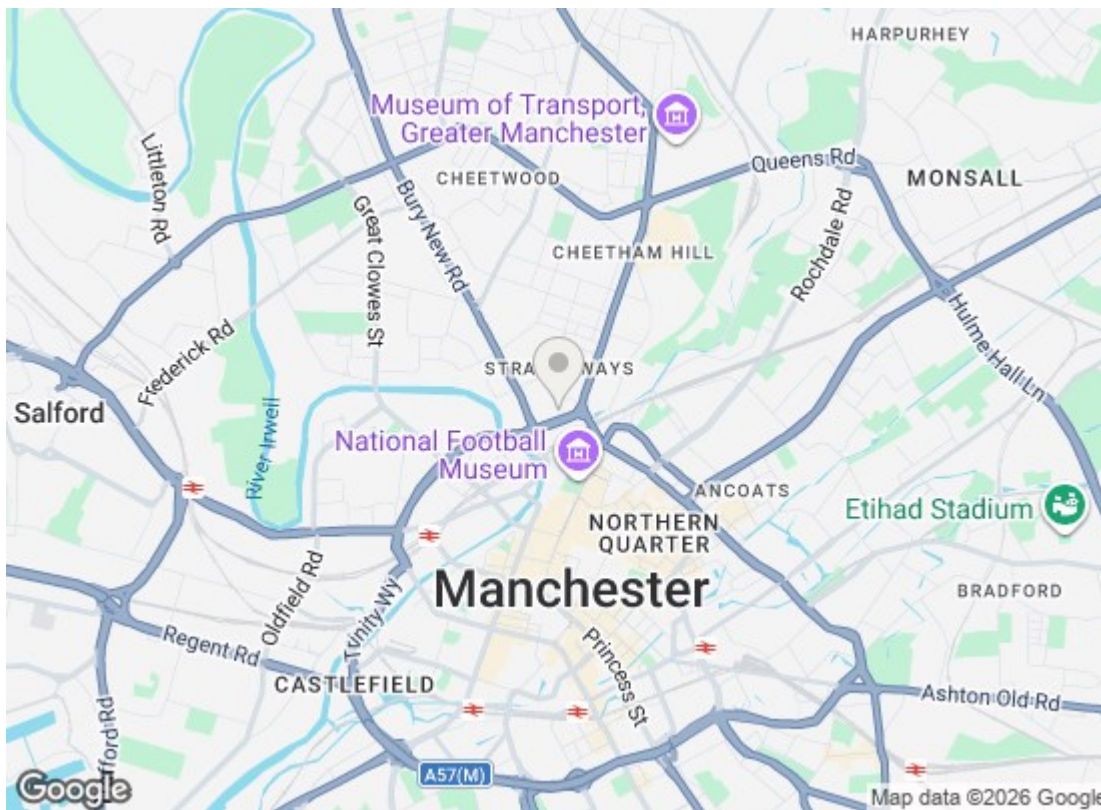 HARPURHEY
Museum of Transport,
Greater Manchester
Littleton Rd
Queens Rd
CHEETWOOD
MONSALL
Bury New Rd
Great Clowes St
Rochdale Rd
CHEETHAM HILL
Hulme Hall Ln
Frederick Rd
Salford
River Irwell
National Football
Museum
ANCOATS
Etihad Stadium
NORTHERN
QUARTER
Manchester
BRADFORD
Oldfield Rd
Trinity Wy
Regent Rd
Princess St
CASTLEFIELD
Ashton Old Rd
A57(M)
Google
Map data ©2026 Google